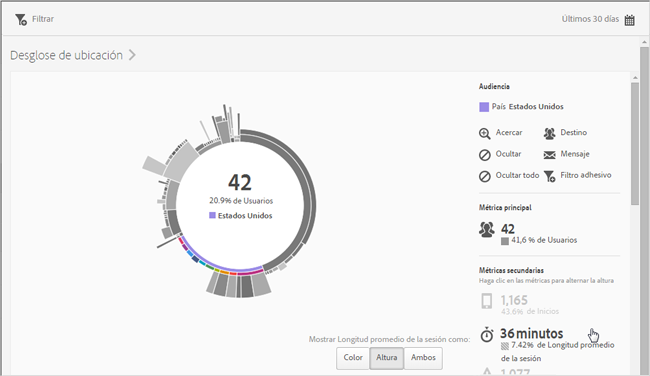 Filtrar
Últimos 30 días
Desglose de ubicación
42
20.9% de Usuarios
Estados Unidos
Audiencia
País Estados Unidos
Acercar
Destino
Ocultar
Mensaje
Ocultar todo
Filtro adhesivo
Métrica principal
42
41,6 % de Usuarios
Métricas secundarias
Haga clic en las métricas para alternar la altura
1,165
43.6% de Inicios
36 minutos
7.42% de Longitud promedio
de la sesión
1,077
Mostrar Longitud promedio de la sesión como:
Color
Altura
Ambos